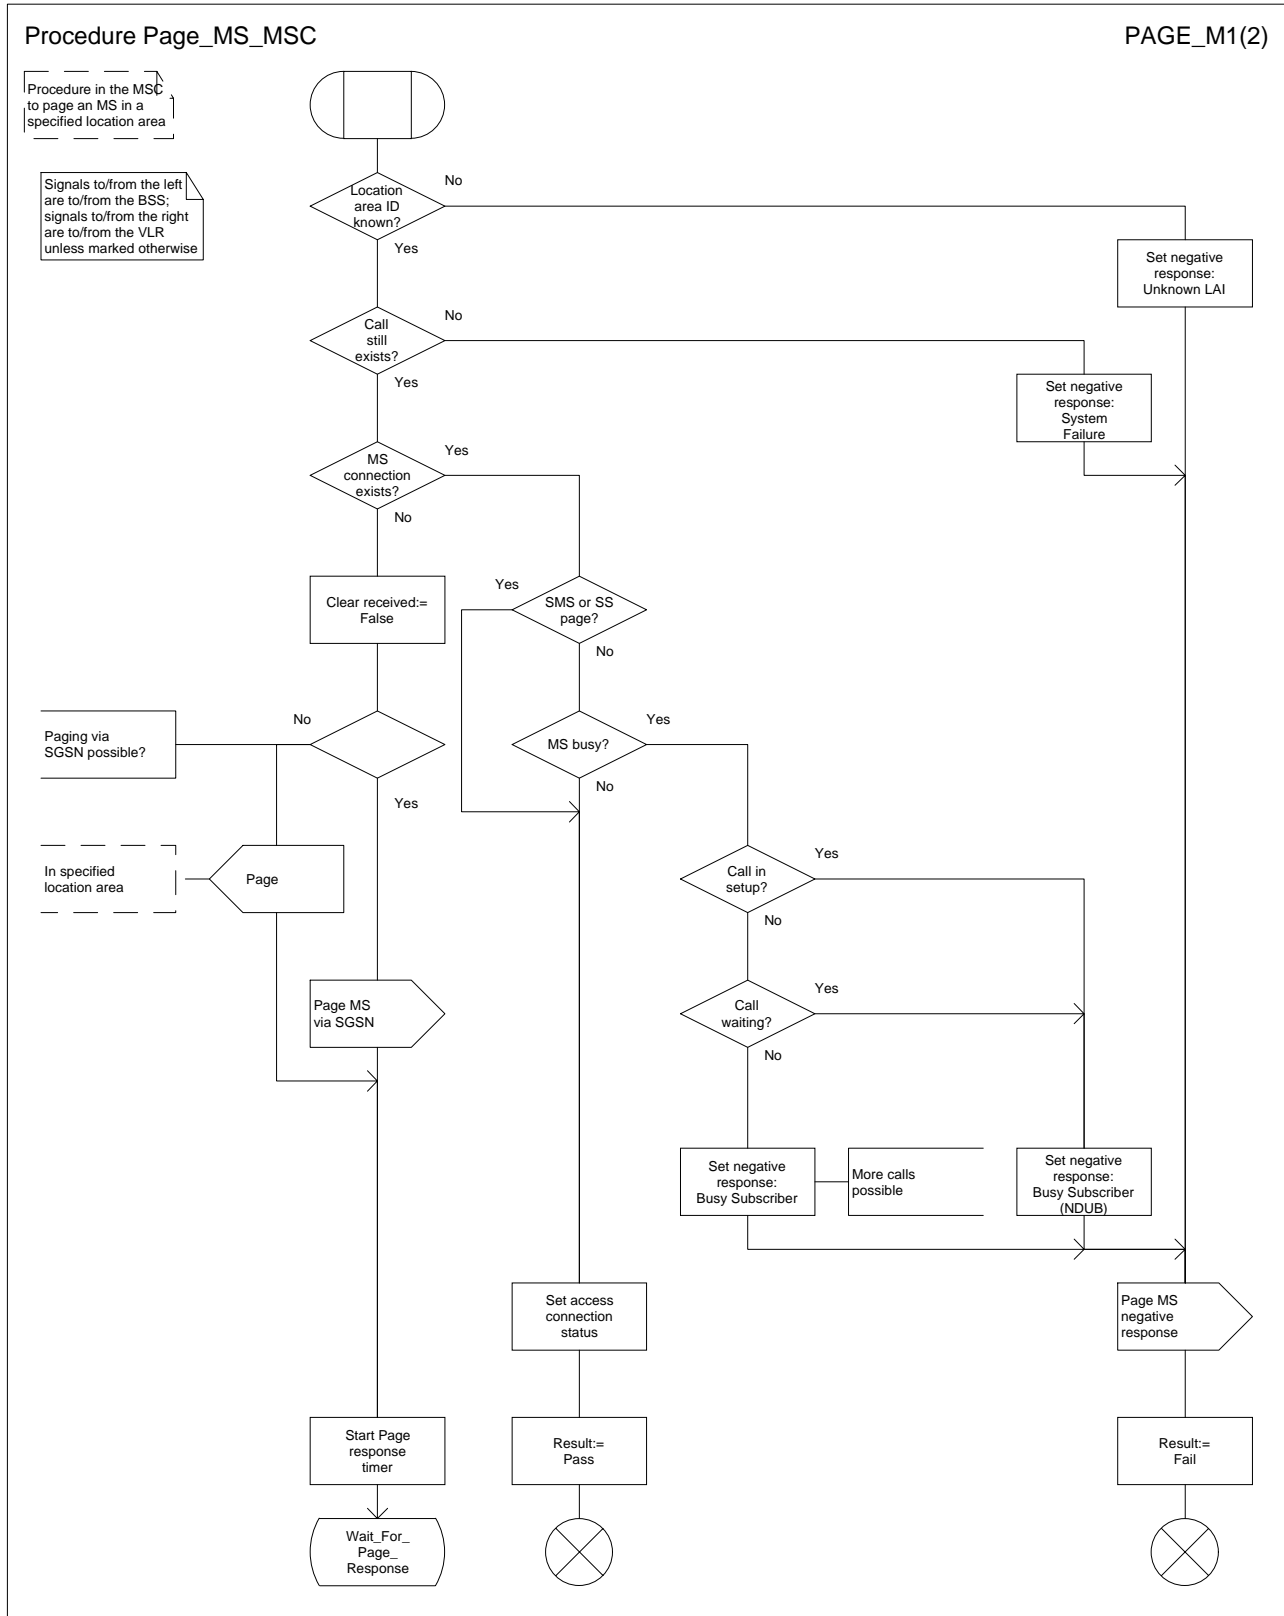 Procedure Page_MS_MSC
PAGE_M1(2)
Procedure in the MSC
to page an MS in a
specified location area
Signals to/from the left
are to/from the BSS;
signals to/from the right
are to/from the VLR
unless marked otherwise
Location
area ID
known?
No
Yes
Set negative
response:
Unknown LAI
Call
still
exists?
No
Yes
Set negative
response:
System
Failure
MS
connection
exists?
Yes
No
Clear received:=
False
Yes
SMS or SS
page?
No
Paging via
SGSN possible?
No
Yes
MS busy?
Yes
No
In specified
location area
Page
Call in
setup?
Yes
No
Page MS
via SGSN
Call
waiting?
Yes
No
Set negative
response:
Busy Subscriber
More calls
possible
Set negative
response:
Busy Subscriber
(NDUB)
Set access
connection
status
Page MS
negative
response
Start Page
response
timer
Result:=
Pass
Result:=
Fail
Wait_For_
Page_
Response